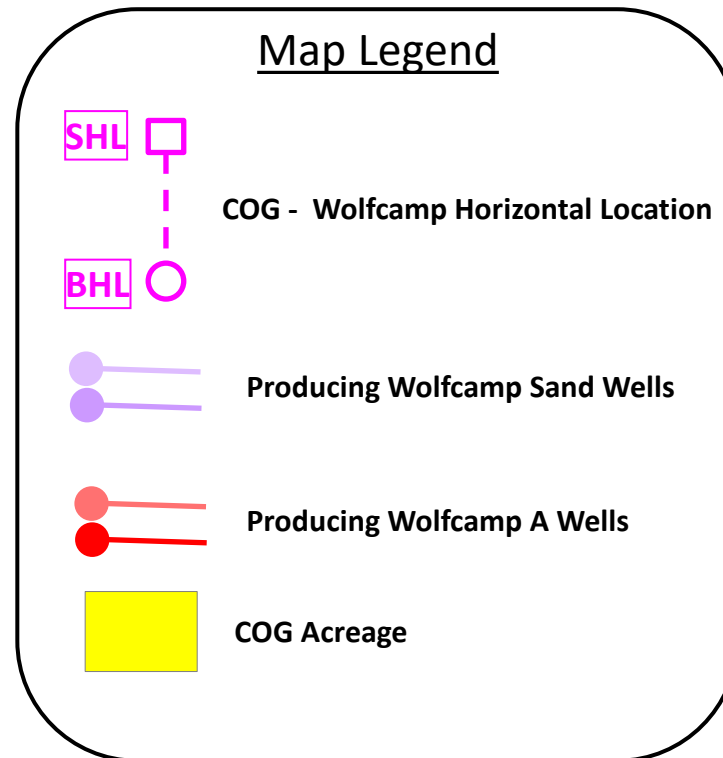 Map Legend
SHL
COG - Wolfcamp Horizontal Location
BHL
Producing Wolfcamp Sand Wells
Producing Wolfcamp A Wells
COG Acreage